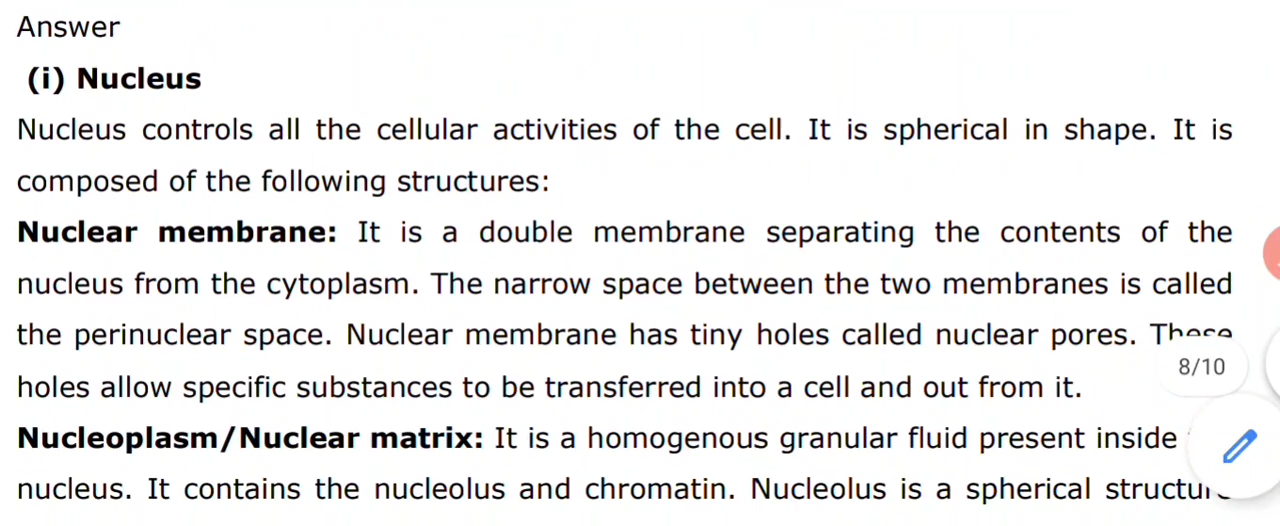 Answer
(i) Nucleus
Nucleus controls all the cellular activities of the cell. It is spherical in shape. It is
composed of the following structures:
Nuclear membrane: It is a double membrane separating the contents of the
nucleus from the cytoplasm. The narrow space between the two membranes is called
the perinuclear space. Nuclear membrane has tiny holes called nuclear pores. These
8/10
holes allow specific substances to be transferred into a cell and out from it.
Nucleoplasm/Nuclear matrix: It is a homogenous granular fluid present inside
nucleus. It contains the nucleolus and chromatin. Nucleolus is a spherical structure